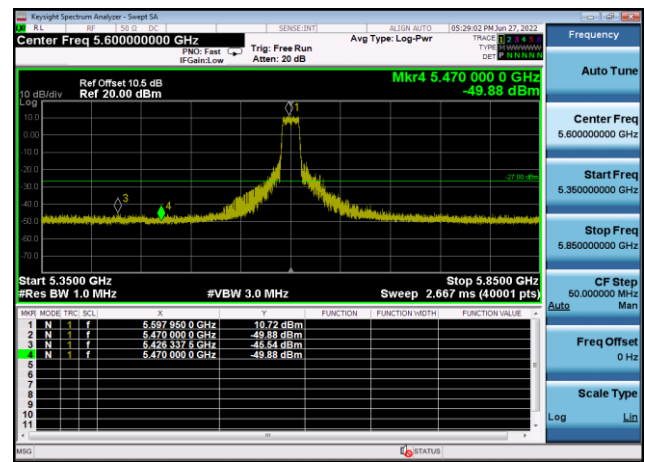 Keysight Spectrum Analyzer - Swept SA
RL RF 50 Ω DC SENSE:INT ALIGN AUTO 05:29:02 PM Jun 27, 2022
Center Freq 5.600000000 GHz
PNO: Fast
IFGain:Low
Trig: Free Run
Atten: 20 dB
Avg Type: Log-Pwr
TRACE 1 2 3 4 5 6
TYPE M WWWWW
DET P N N N N N
Ref Offset 10.5 dB
10 dB/div Ref 20.00 dBm
Log
Mkr4 5.470 000 0 GHz
-49.88 dBm
10.0
0.00
-10.0
-20.0
-30.0
-40.0
-50.0
-60.0
-70.0
1
3
4
-27.00 dBm
Start 5.3500 GHz Stop 5.8500 GHz
#Res BW 1.0 MHz #VBW 3.0 MHz Sweep 2.667 ms (40001 pts)
MKR MODE TRC SCL X Y FUNCTION FUNCTION WIDTH FUNCTION VALUE
1 N 1 f 5.597 950 0 GHz 10.72 dBm
2 N 1 f 5.470 000 0 GHz -49.88 dBm
3 N 1 f 5.426 337 5 GHz -45.54 dBm
4 N 1 f 5.470 000 0 GHz -49.88 dBm
5
6
7
8
9
10
11
MSG STATUS
Frequency
Auto Tune
Center Freq
5.600000000 GHz
Start Freq
5.350000000 GHz
Stop Freq
5.850000000 GHz
CF Step
50.000000 MHz
Auto Man
Freq Offset
0 Hz
Scale Type
Log Lin